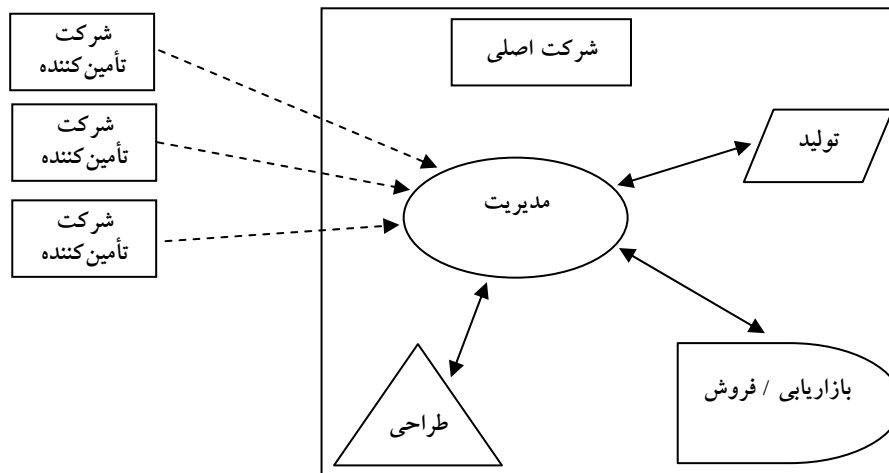 شرکت
تأمین‌کننده
شرکت اصلی
شرکت
تأمین‌کننده
تولید
مدیریت
شرکت
تأمین‌کننده
بازاریابی / فروش
طراحی